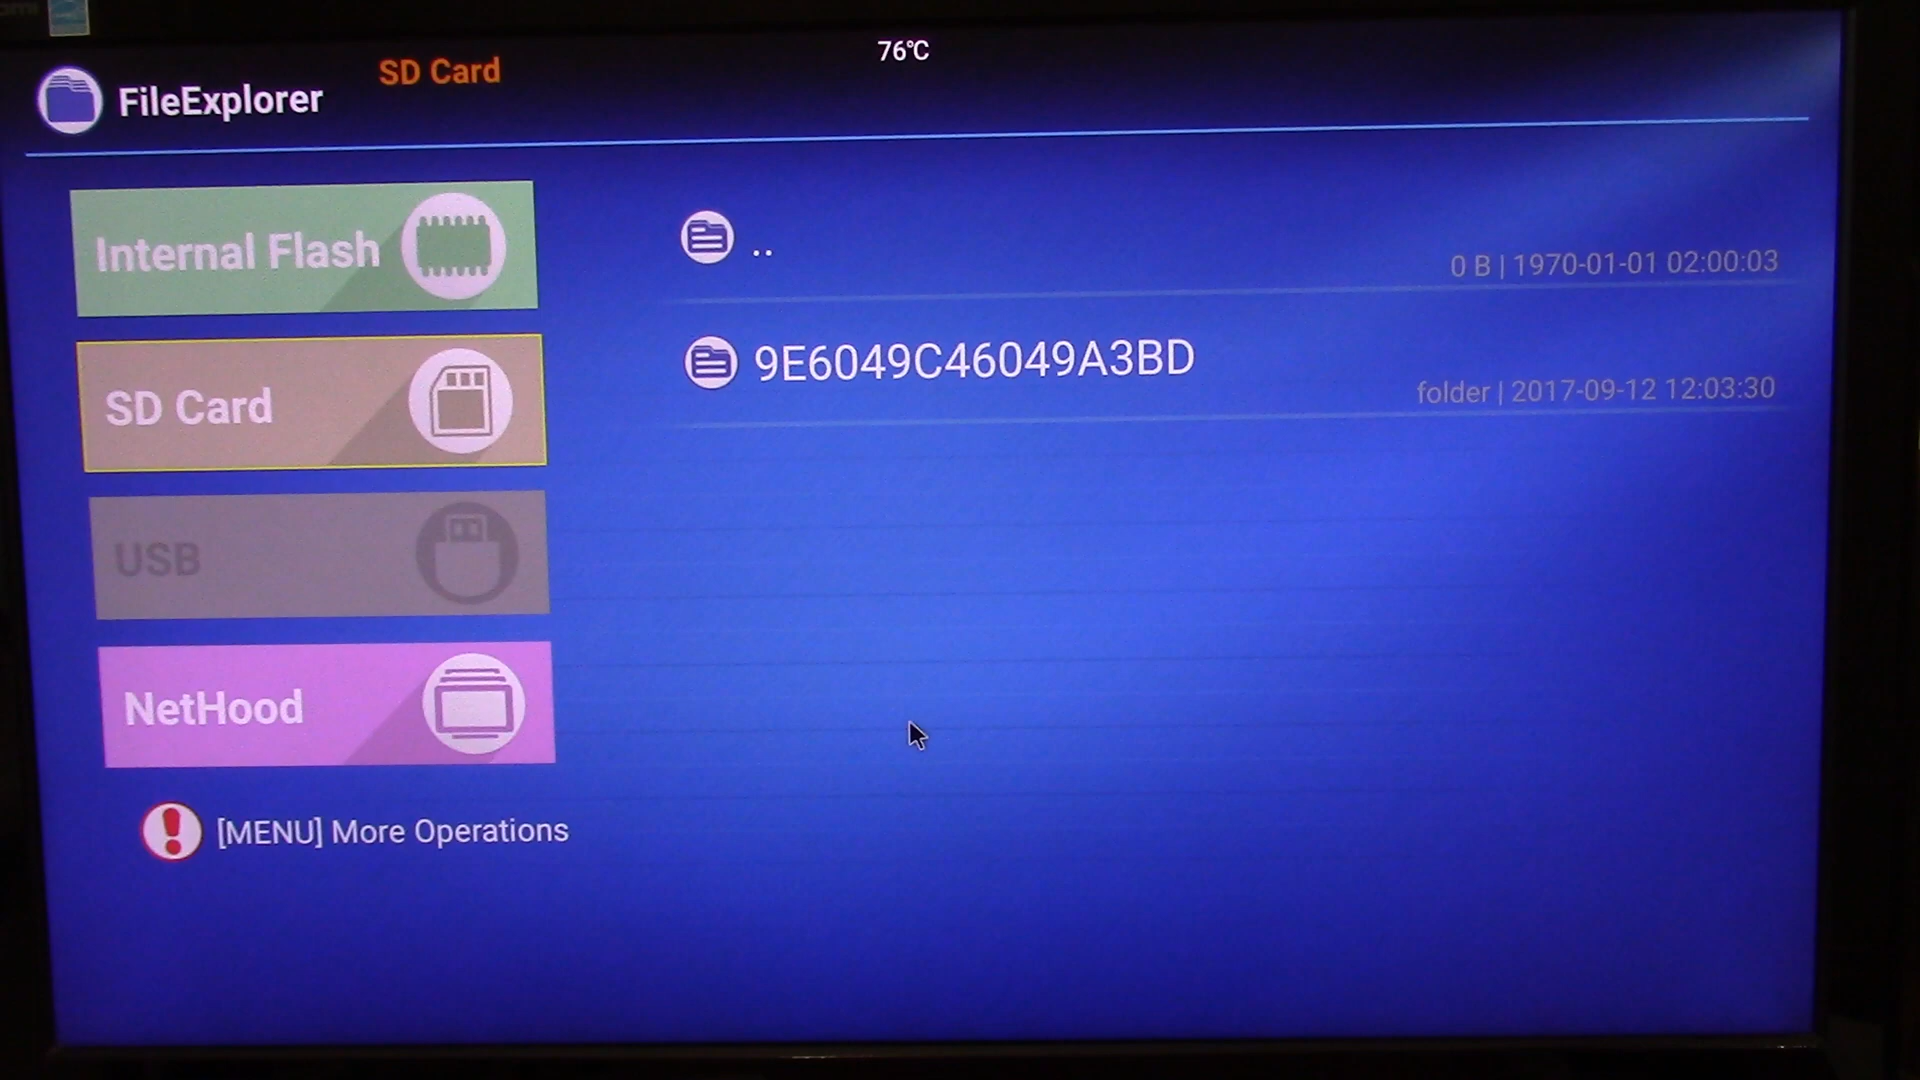 76℃
SD Card
FileExplorer
Internal Flash
SD Card
USB
NetHood
[MENU] More Operations
..
0 B | 1970-01-01 02:00:03
9E6049C46049A3BD
folder | 2017-09-12 12:03:30